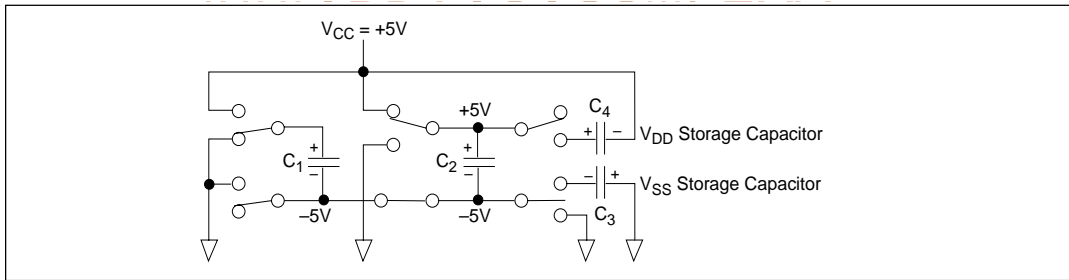 V_CC = +5V
+5V
C_4
+ − V_DD Storage Capacitor
+ C_1 −
+ C_2 −
− + V_SS Storage Capacitor
C_3
−5V
−5V